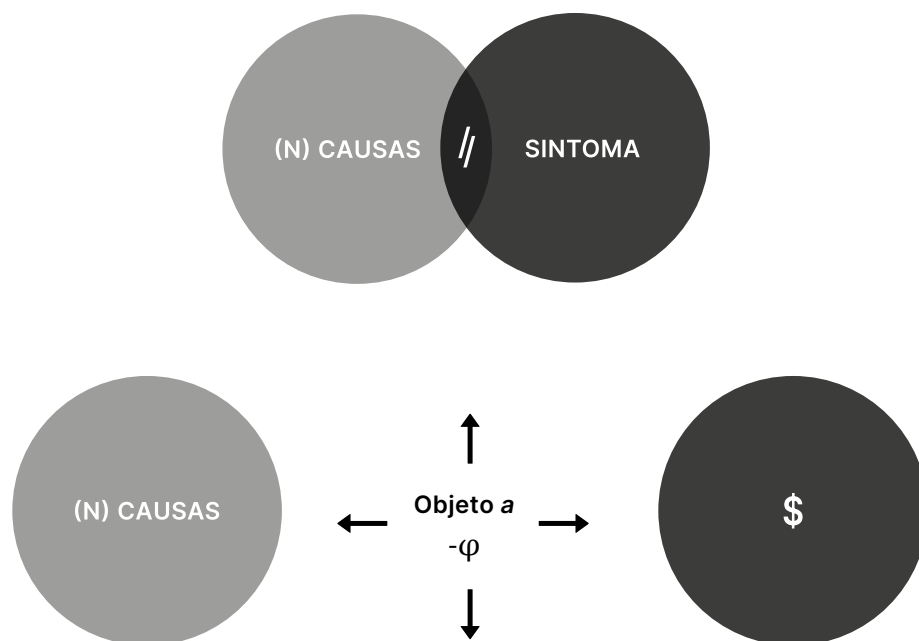 (N) CAUSAS // SINTOMA
Objeto a
(N) CAUSAS $
-φ